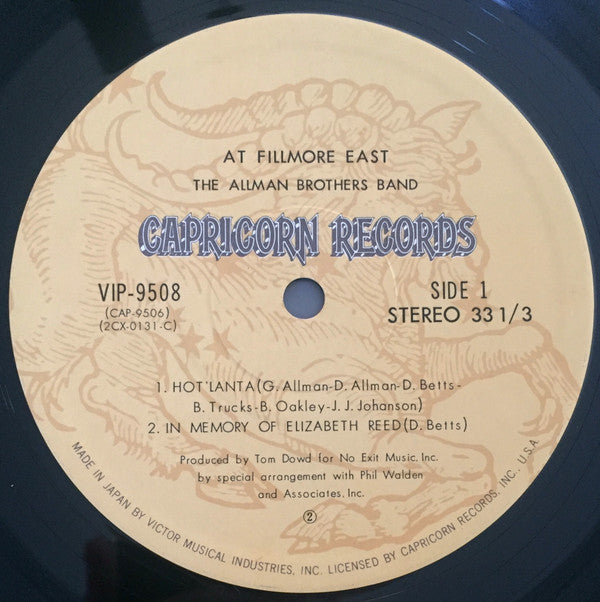 AT FILLMORE EAST
THE ALLMAN BROTHERS BAND
CAPRICORN RECORDS
VIP-9508
(CAP-9506)
(2CX-0131-C)
SIDE 1
STEREO 33 1/3
1. HOT'LANTA(G. Allman-D. Allman-D. Betts-
B. Trucks-B. Oakley-J. J. Johanson)
2. IN MEMORY OF ELIZABETH REED(D. Betts)
Produced by Tom Dowd for No Exit Music. Inc.
by special arrangement with Phil Walden
and Associates. Inc.
②
MADE IN JAPAN BY VICTOR MUSICAL INDUSTRIES, INC. LICENSED BY CAPRICORN RECORDS, INC., U.S.A.